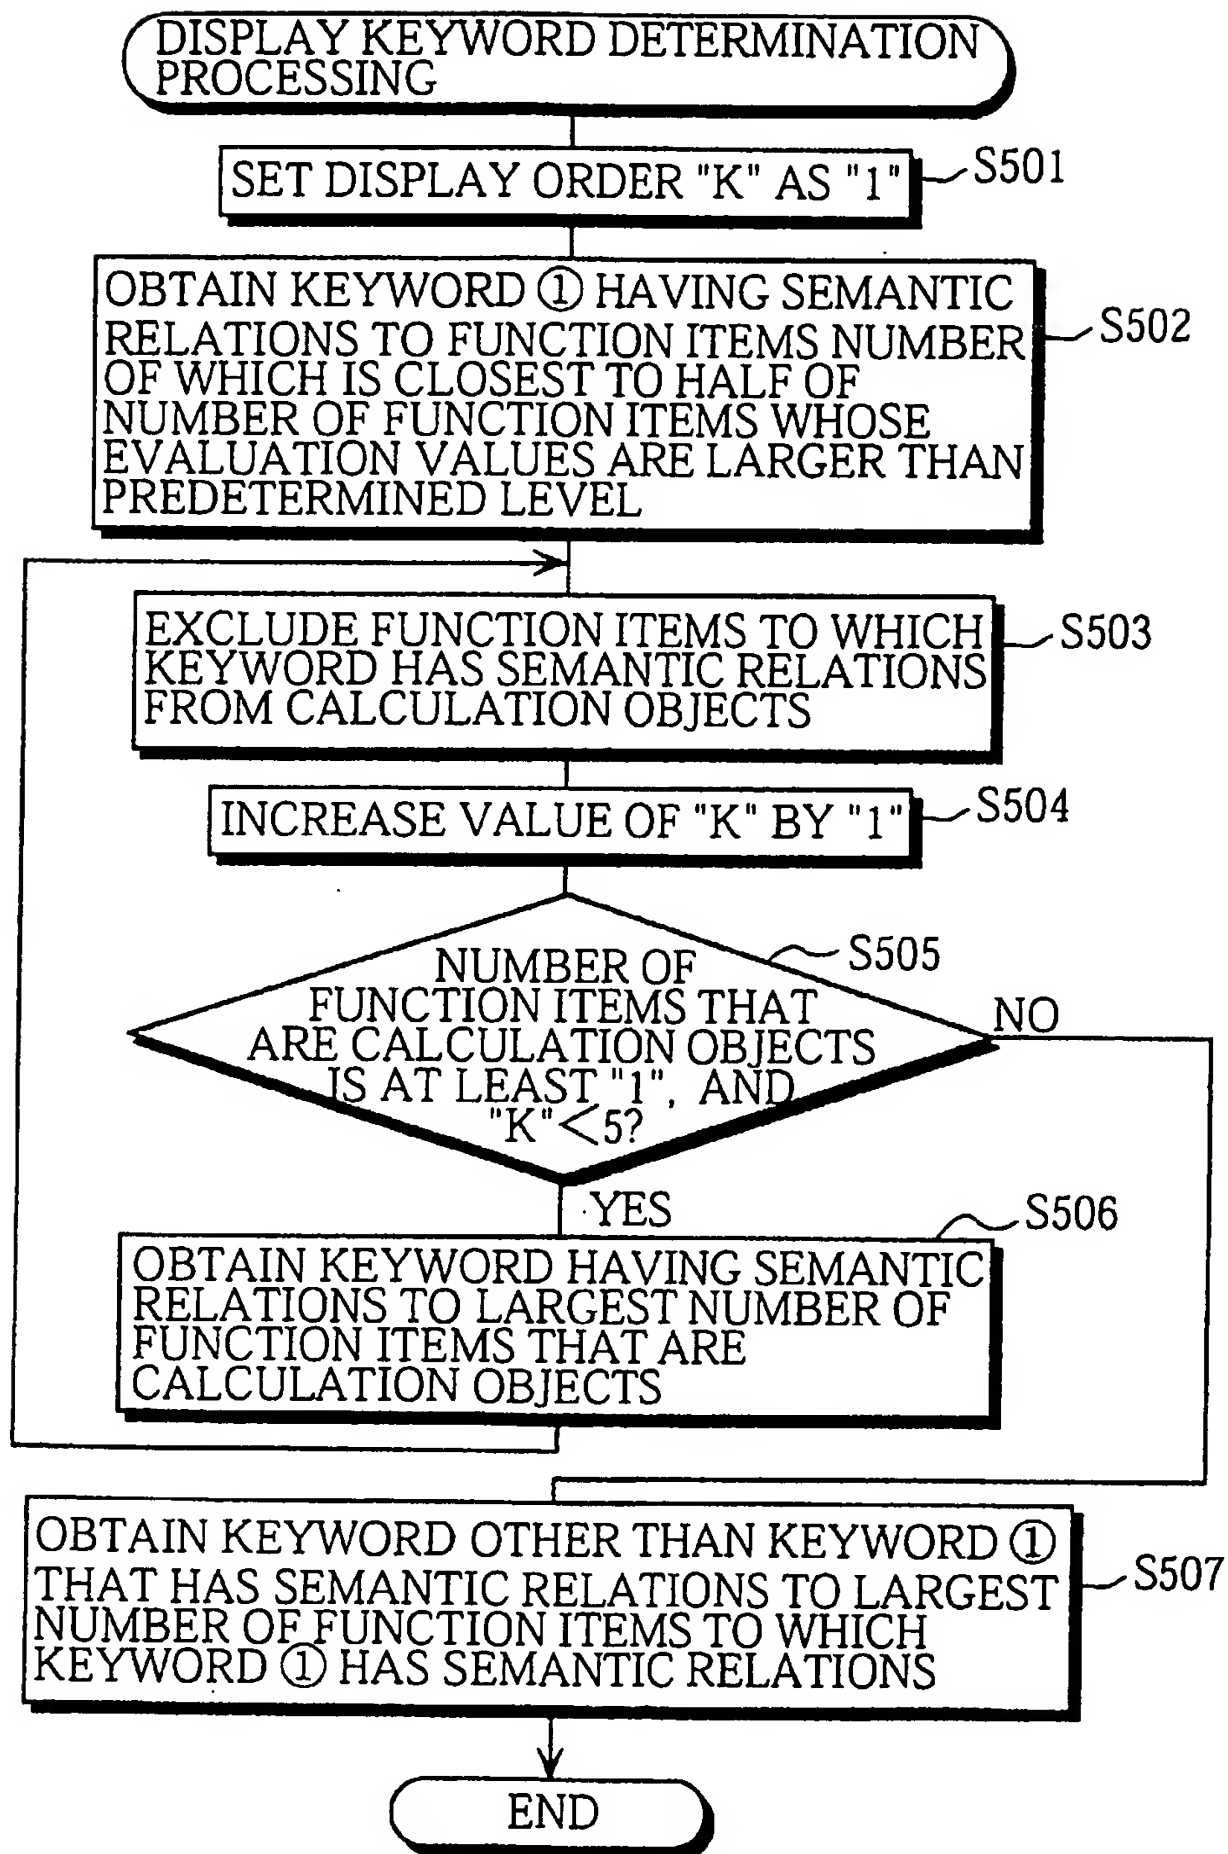 DISPLAY KEYWORD DETERMINATION
PROCESSING
SET DISPLAY ORDER "K" AS "1"
S501
OBTAIN KEYWORD ① HAVING SEMANTIC
RELATIONS TO FUNCTION ITEMS NUMBER
OF WHICH IS CLOSEST TO HALF OF
NUMBER OF FUNCTION ITEMS WHOSE
EVALUATION VALUES ARE LARGER THAN
PREDETERMINED LEVEL
S502
EXCLUDE FUNCTION ITEMS TO WHICH
KEYWORD HAS SEMANTIC RELATIONS
FROM CALCULATION OBJECTS
S503
INCREASE VALUE OF "K" BY "1"
S504
NUMBER OF
FUNCTION ITEMS THAT
ARE CALCULATION OBJECTS
IS AT LEAST "1", AND
"K"<5?
S505
NO
YES
S506
OBTAIN KEYWORD HAVING SEMANTIC
RELATIONS TO LARGEST NUMBER OF
FUNCTION ITEMS THAT ARE
CALCULATION OBJECTS
OBTAIN KEYWORD OTHER THAN KEYWORD ①
THAT HAS SEMANTIC RELATIONS TO LARGEST
NUMBER OF FUNCTION ITEMS TO WHICH
KEYWORD ① HAS SEMANTIC RELATIONS
S507
END